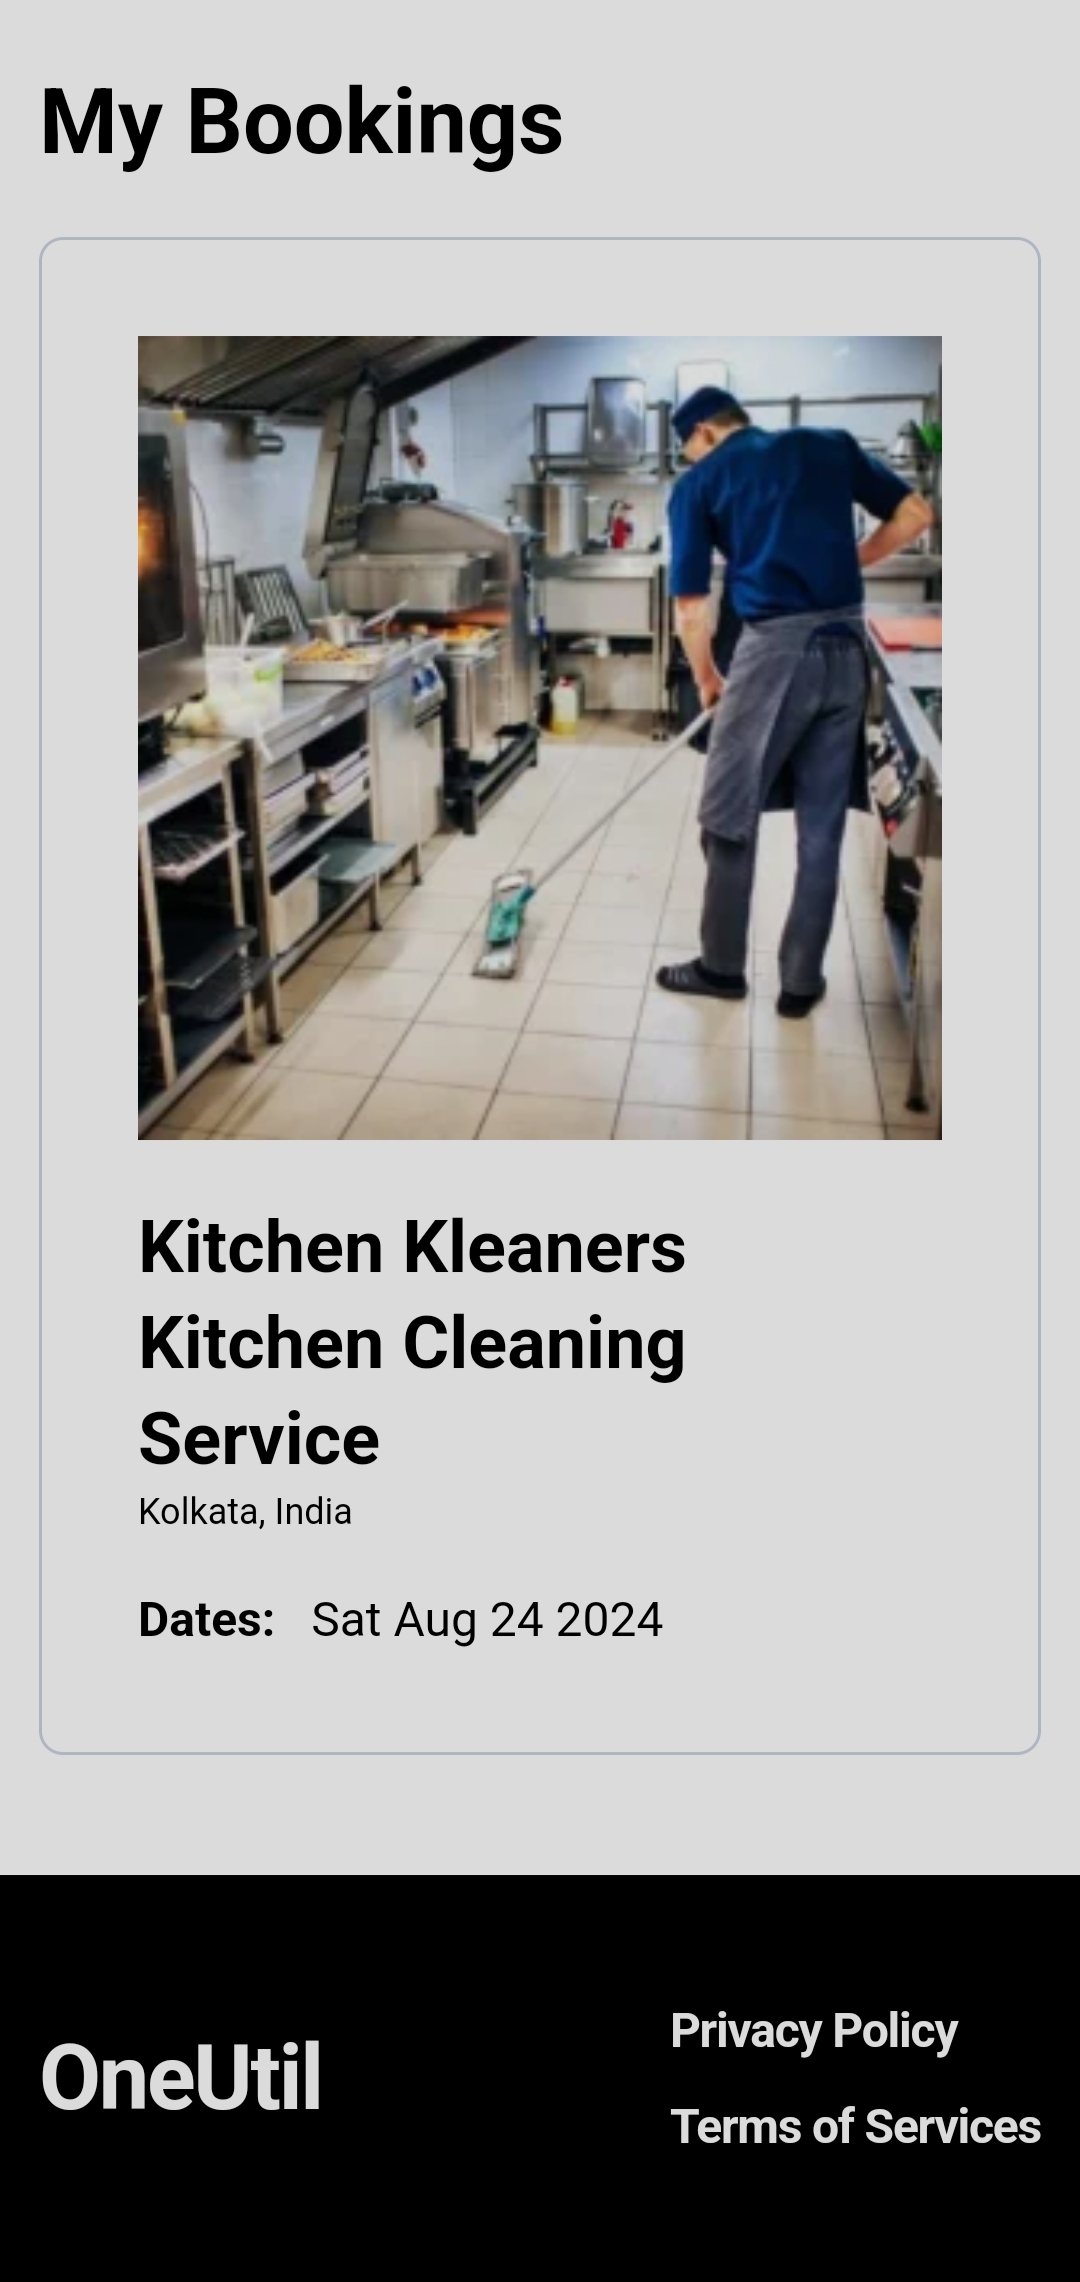 My Bookings
Kitchen Kleaners
Kitchen Cleaning
Service
Kolkata, India
Dates: Sat Aug 24 2024
OneUtil
Privacy Policy
Terms of Services